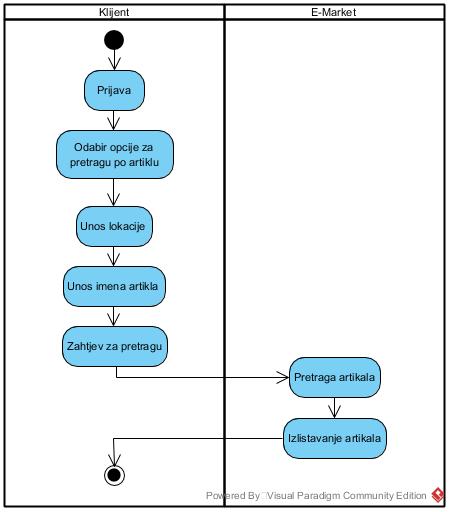 Klijent
E-Market
Prijava
Odabir opcije za
pretragu po artiklu
Unos lokacije
Unos imena artikla
Zahtjev za pretragu
Pretraga artikala
Izlistavanje artikala
Powered By Visual Paradigm Community Edition